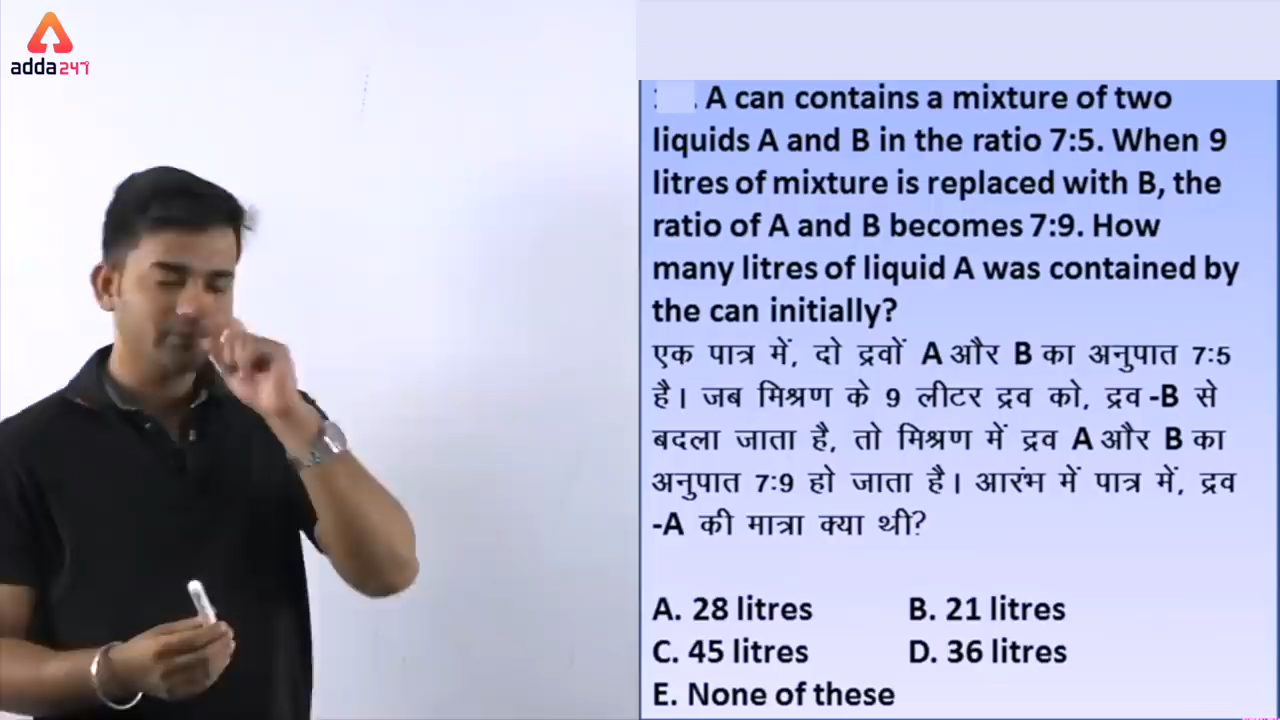 adda247
. A can contains a mixture of two
liquids A and B in the ratio 7:5. When 9
litres of mixture is replaced with B, the
ratio of A and B becomes 7:9. How
many litres of liquid A was contained by
the can initially?
एक पात्र में, दो द्रवों A और B का अनुपात 7:5
है। जब मिश्रण के 9 लीटर द्रव को, द्रव -B से
बदला जाता है, तो मिश्रण में द्रव A और B का
अनुपात 7:9 हो जाता है। आरंभ में पात्र में, द्रव
-A की मात्रा क्या थी?
A. 28 litres B. 21 litres
C. 45 litres D. 36 litres
E. None of these